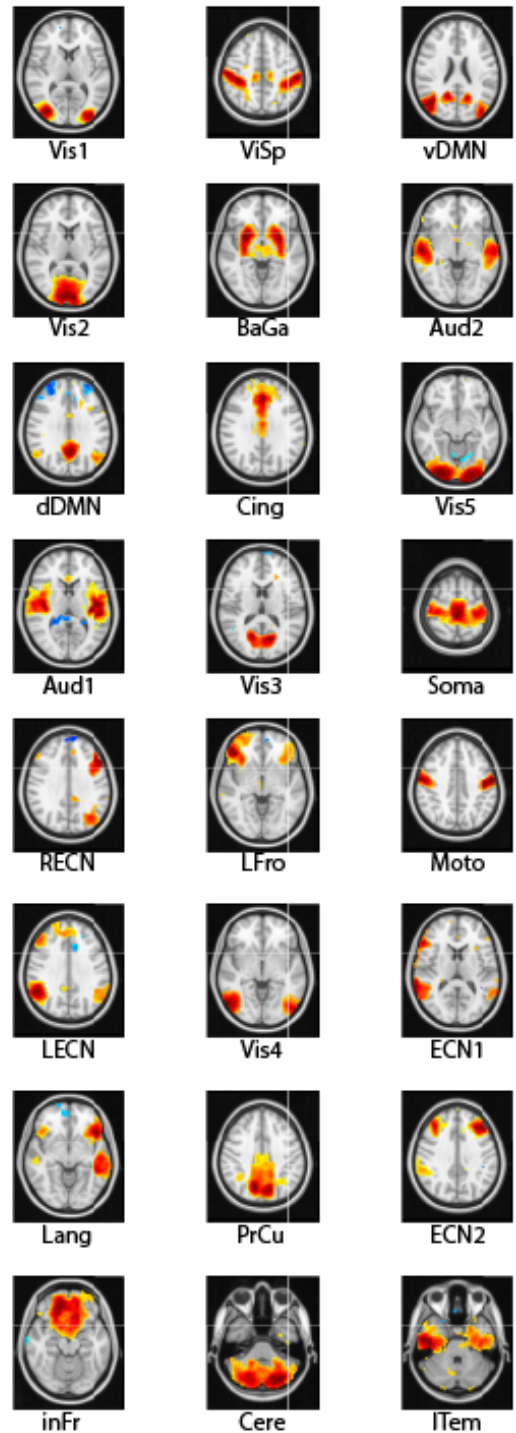 Vis1 ViSp vDMN
Vis2 BaGa Aud2
dDMN Cing Vis5
Aud1 Vis3 Soma
RECN LFro Moto
LECN Vis4 ECN1
Lang PrCu ECN2
inFr Cere ITem